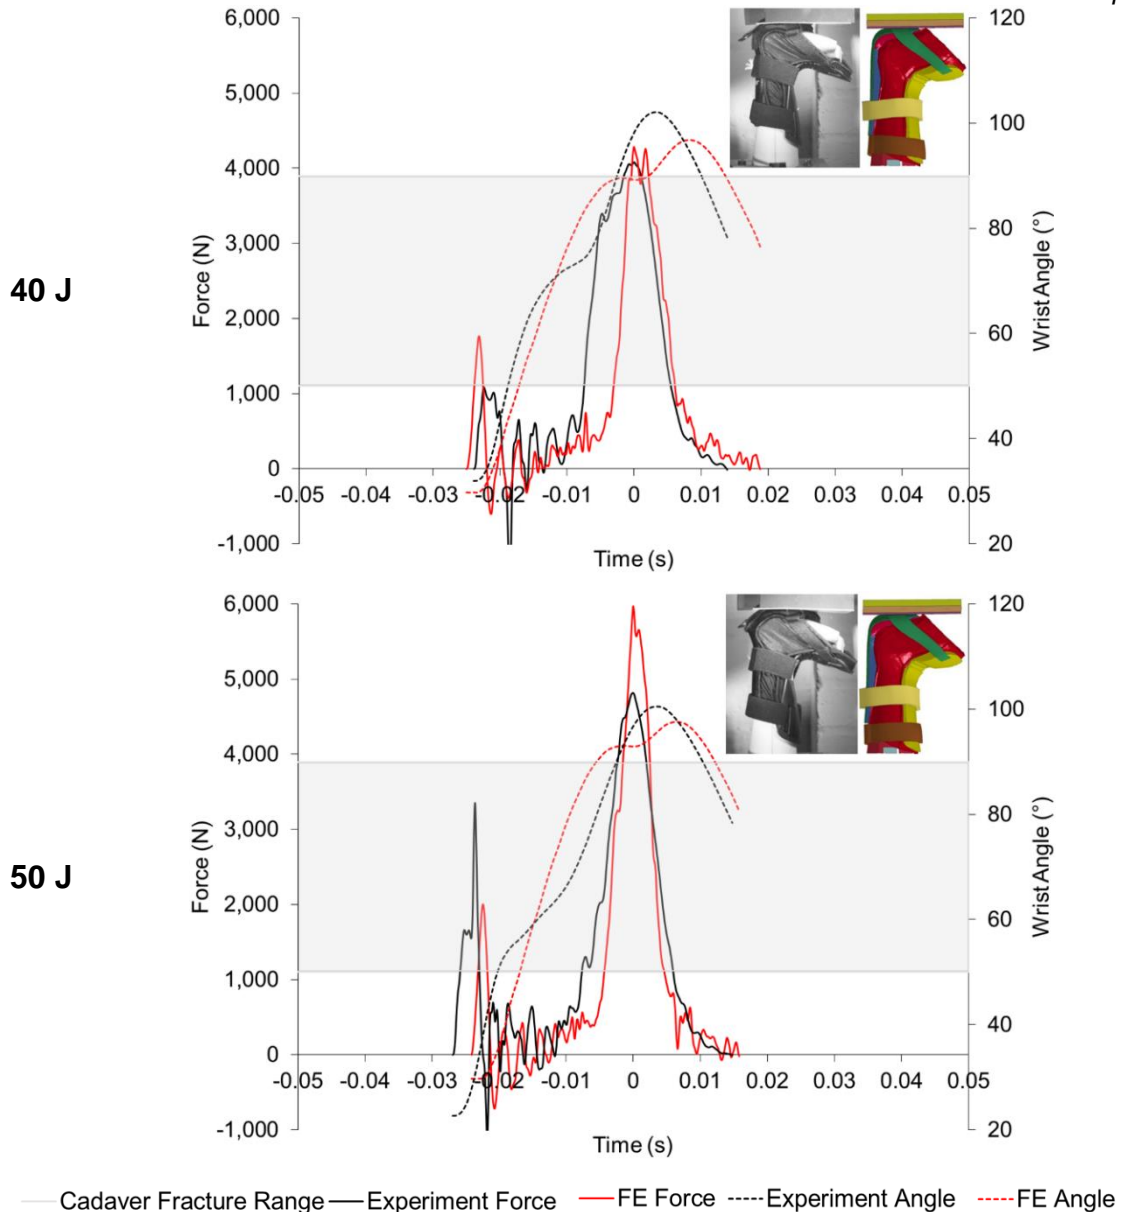 40 J
6,000
5,000
4,000
3,000
2,000
1,000
0
-1,000
Force (N)
-0.05 -0.04 -0.03 -0.02 -0.01 0 0.01 0.02 0.03 0.04 0.05
Time (s)
120
100
80
60
40
20
Wrist Angle (°)
50 J
6,000
5,000
4,000
3,000
2,000
1,000
0
-1,000
Force (N)
-0.05 -0.04 -0.03 -0.02 -0.01 0 0.01 0.02 0.03 0.04 0.05
Time (s)
120
100
80
60
40
20
Wrist Angle (°)
Cadaver Fracture Range Experiment Force FE Force Experiment Angle FE Angle